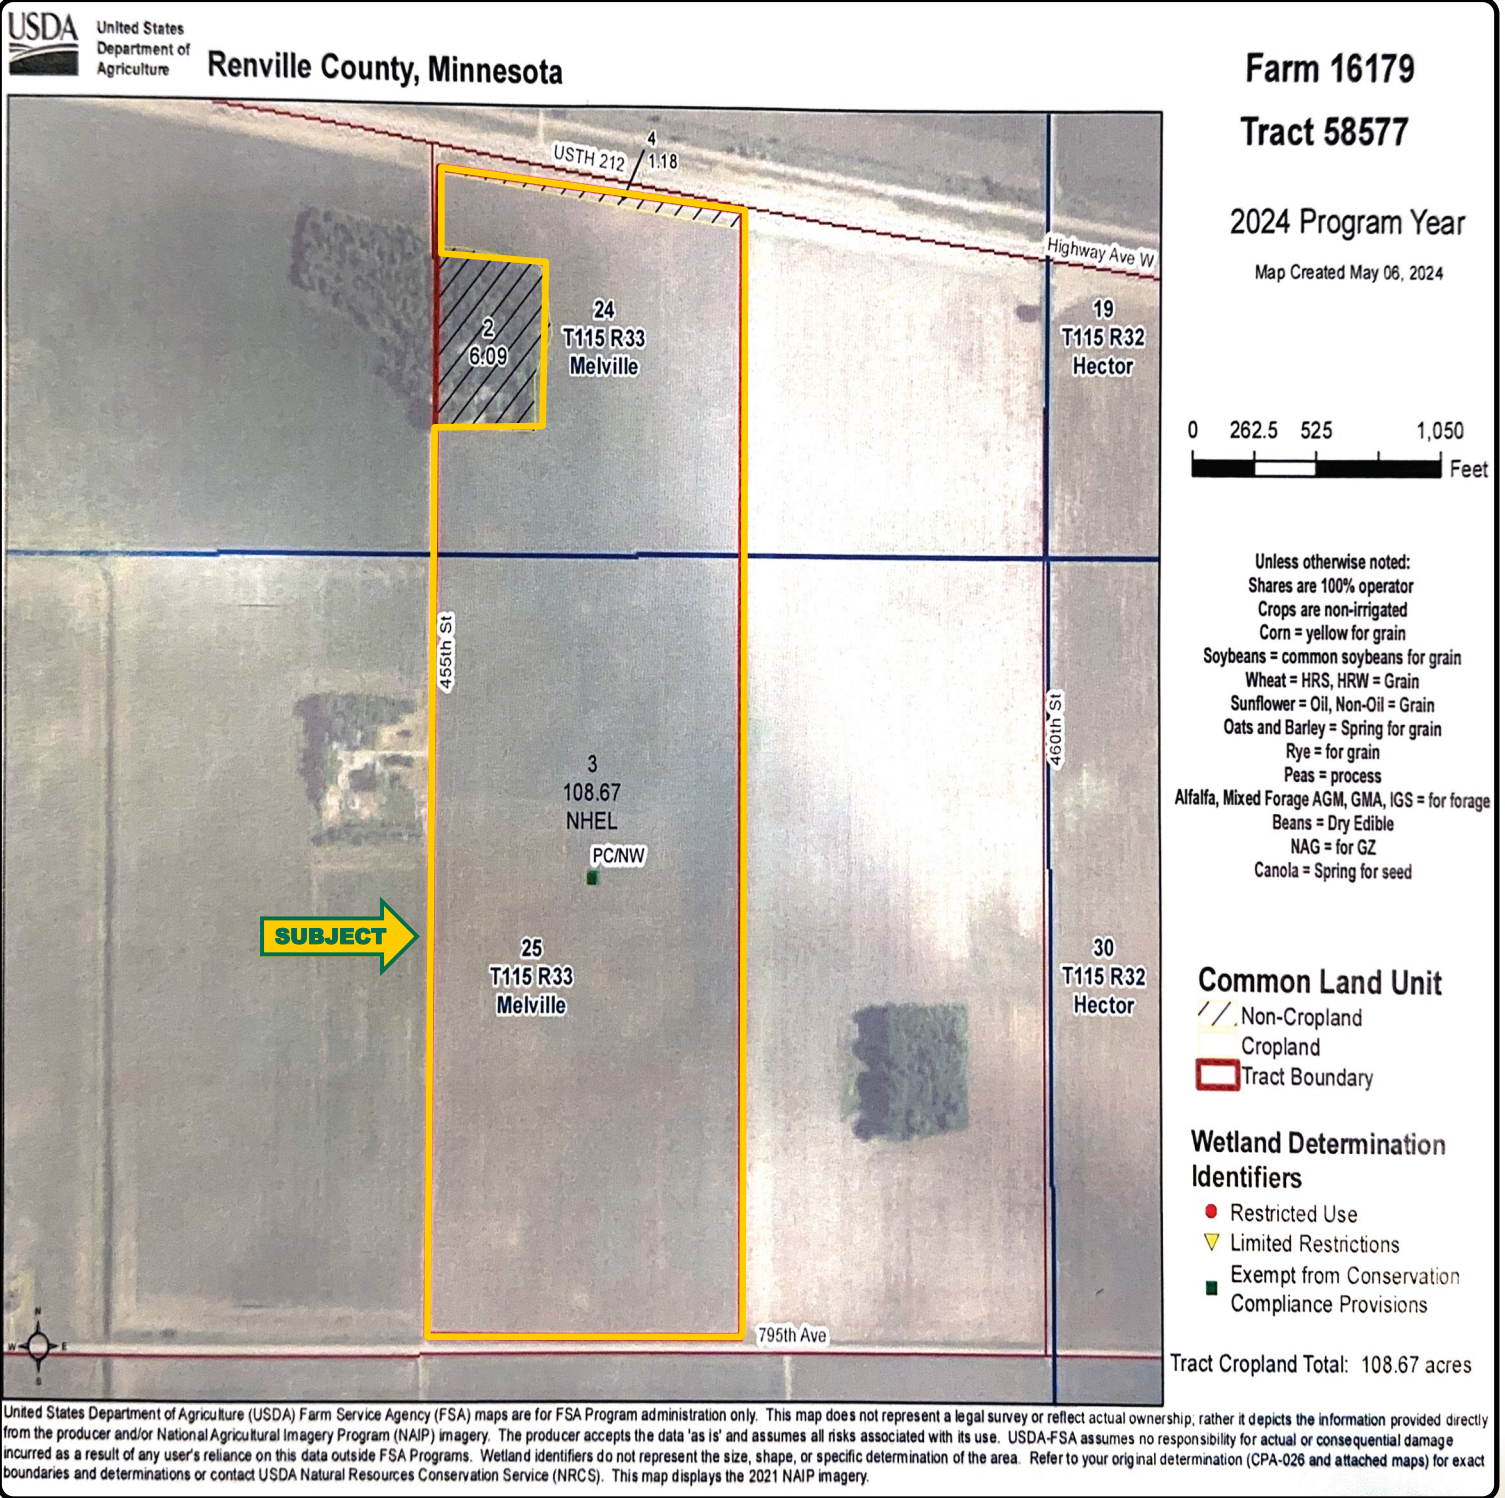 USDA
United States
Department of
Agriculture
Renville County, Minnesota
Farm 16179
Tract 58577
2024 Program Year
Map Created May 06, 2024
4
1.18
USTH 212
Highway Ave W
2
6.09
24
T115 R33
Melville
19
T115 R32
Hector
0 262.5 525 1,050
Feet
455th St
460th St
3
108.67
NHEL
PC/NW
SUBJECT
25
T115 R33
Melville
30
T115 R32
Hector
795th Ave
N
W E
S
Unless otherwise noted:
Shares are 100% operator
Crops are non-irrigated
Corn = yellow for grain
Soybeans = common soybeans for grain
Wheat = HRS, HRW = Grain
Sunflower = Oil, Non-Oil = Grain
Oats and Barley = Spring for grain
Rye = for grain
Peas = process
Alfalfa, Mixed Forage AGM, GMA, IGS = for forage
Beans = Dry Edible
NAG = for GZ
Canola = Spring for seed
Common Land Unit
Non-Cropland
Cropland
Tract Boundary
Wetland Determination
Identifiers
Restricted Use
Limited Restrictions
Exempt from Conservation
Compliance Provisions
Tract Cropland Total: 108.67 acres
United States Department of Agriculture (USDA) Farm Service Agency (FSA) maps are for FSA Program administration only. This map does not represent a legal survey or reflect actual ownership; rather it depicts the information provided directly
from the producer and/or National Agricultural Imagery Program (NAIP) imagery. The producer accepts the data 'as is' and assumes all risks associated with its use. USDA-FSA assumes no responsibility for actual or consequential damage
incurred as a result of any user's reliance on this data outside FSA Programs. Wetland identifiers do not represent the size, shape, or specific determination of the area. Refer to your original determination (CPA-026 and attached maps) for exact
boundaries and determinations or contact USDA Natural Resources Conservation Service (NRCS). This map displays the 2021 NAIP imagery.